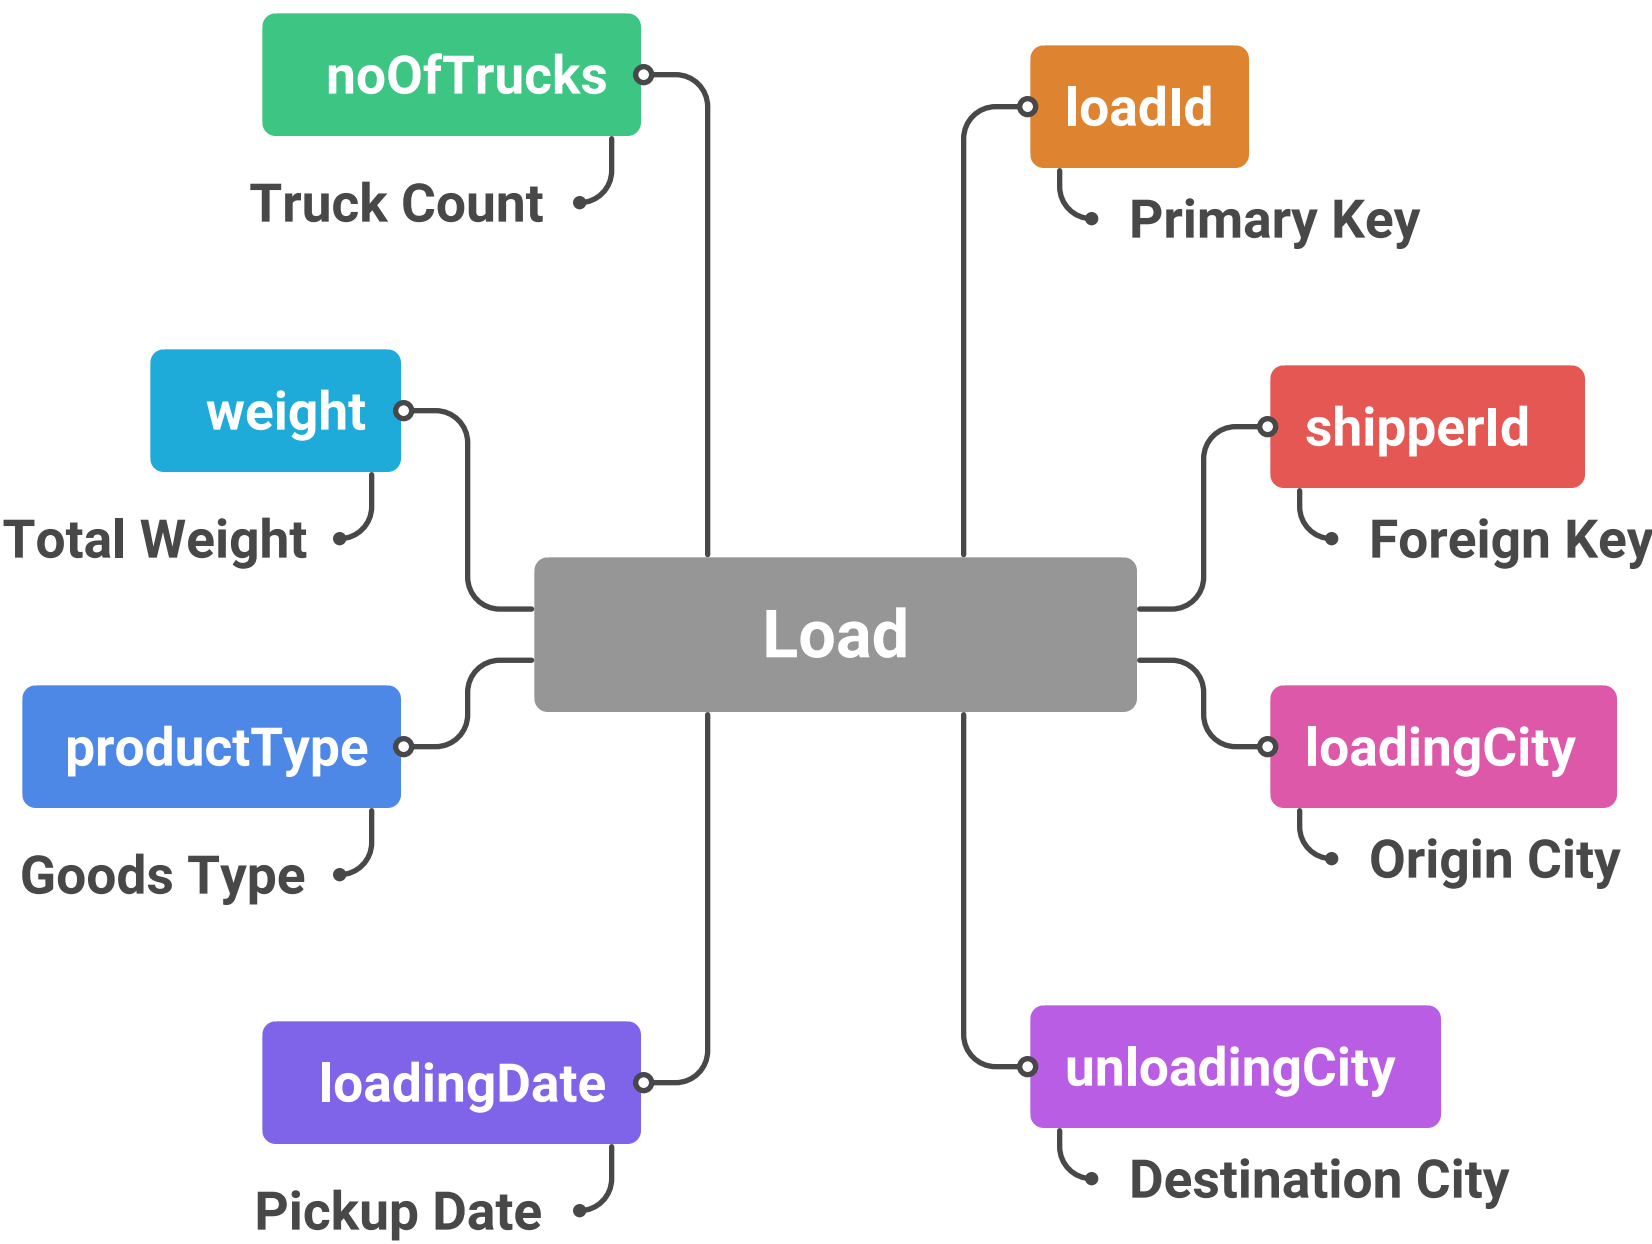 noOfTrucks
Truck Count
loadId
Primary Key
weight
Total Weight
shipperId
Foreign Key
Load
productType
Goods Type
loadingCity
Origin City
loadingDate
Pickup Date
unloadingCity
Destination City